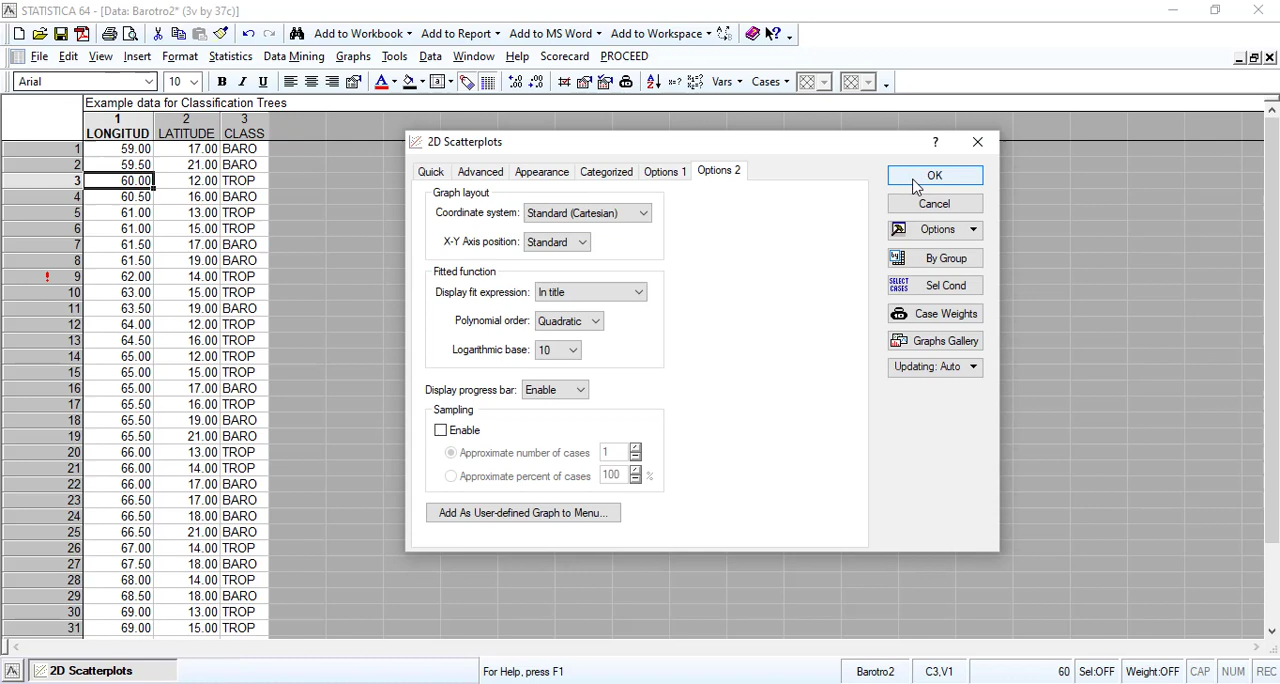 STATISTICA 64 - [Data: Barotro2* (3v by 37c)]
Add to Workbook Add to Report Add to MS Word Add to Workspace
File Edit View Insert Format Statistics Data Mining Graphs Tools Data Window Help Scorecard PROCEED
Arial 10 B I U Vars Cases
Example data for Classification Trees
1 2 3
LONGITUD LATITUDE CLASS
1 59.00 17.00 BARO
2 59.50 21.00 BARO
3 60.00 12.00 TROP
4 60.50 16.00 BARO
5 61.00 13.00 TROP
6 61.00 15.00 TROP
7 61.50 17.00 BARO
8 61.50 19.00 BARO
9 62.00 14.00 TROP
10 63.00 15.00 TROP
11 63.50 19.00 BARO
12 64.00 12.00 TROP
13 64.50 16.00 TROP
14 65.00 12.00 TROP
15 65.00 15.00 TROP
16 65.00 17.00 BARO
17 65.50 16.00 TROP
18 65.50 19.00 BARO
19 65.50 21.00 BARO
20 66.00 13.00 TROP
21 66.00 14.00 TROP
22 66.00 17.00 BARO
23 66.50 17.00 BARO
24 66.50 18.00 BARO
25 66.50 21.00 BARO
26 67.00 14.00 TROP
27 67.50 18.00 BARO
28 68.00 14.00 TROP
29 68.50 18.00 BARO
30 69.00 13.00 TROP
31 69.00 15.00 TROP
2D Scatterplots ?
Quick Advanced Appearance Categorized Options 1 Options 2
Graph layout
Coordinate system: Standard (Cartesian)
X-Y Axis position: Standard
Fitted function
Display fit expression: In title
Polynomial order: Quadratic
Logarithmic base: 10
Display progress bar: Enable
Sampling
Enable
Approximate number of cases 1
Approximate percent of cases 100 %
Add As User-defined Graph to Menu...
OK
Cancel
Options
By Group
SELECT CASES Sel Cond
Case Weights
Graphs Gallery
Updating: Auto
2D Scatterplots For Help, press F1 Barotro2 C3,V1 60 Sel:OFF Weight:OFF CAP NUM REC